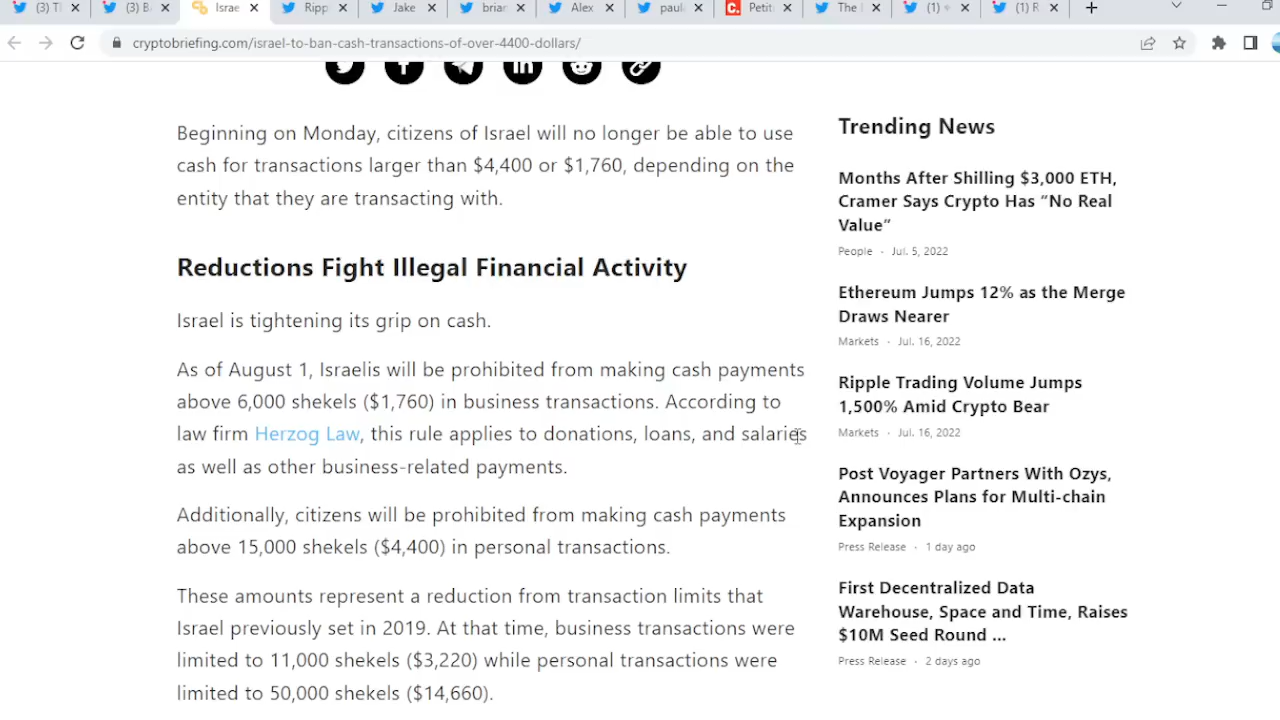 (3) T
(3) B
Israe
Ripp
Jake
brian
Alex
paul
Petiti
The
(1)
(1) R
cryptobriefing.com/israel-to-ban-cash-transactions-of-over-4400-dollars/
Beginning on Monday, citizens of Israel will no longer be able to use
cash for transactions larger than $4,400 or $1,760, depending on the
entity that they are transacting with.
Reductions Fight Illegal Financial Activity
Israel is tightening its grip on cash.
As of August 1, Israelis will be prohibited from making cash payments
above 6,000 shekels ($1,760) in business transactions. According to
law firm Herzog Law, this rule applies to donations, loans, and salaries
as well as other business-related payments.
Additionally, citizens will be prohibited from making cash payments
above 15,000 shekels ($4,400) in personal transactions.
These amounts represent a reduction from transaction limits that
Israel previously set in 2019. At that time, business transactions were
limited to 11,000 shekels ($3,220) while personal transactions were
limited to 50,000 shekels ($14,660).
Trending News
Months After Shilling $3,000 ETH,
Cramer Says Crypto Has “No Real
Value”
People - Jul. 5, 2022
Ethereum Jumps 12% as the Merge
Draws Nearer
Markets - Jul. 16, 2022
Ripple Trading Volume Jumps
1,500% Amid Crypto Bear
Markets - Jul. 16, 2022
Post Voyager Partners With Ozys,
Announces Plans for Multi-chain
Expansion
Press Release - 1 day ago
First Decentralized Data
Warehouse, Space and Time, Raises
$10M Seed Round ...
Press Release - 2 days ago